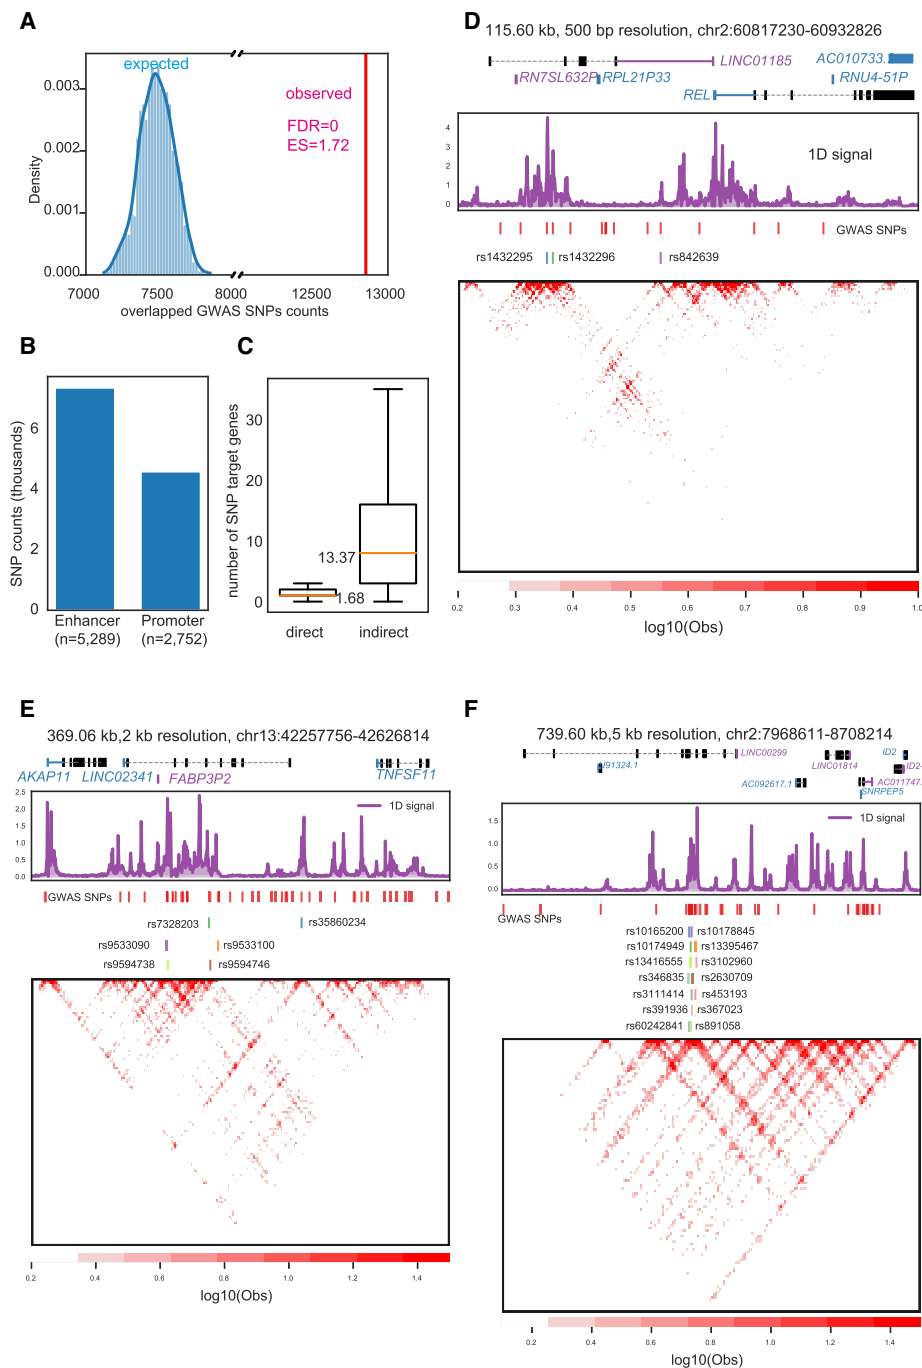 A
expected
observed
FDR=0
ES=1.72
Density
0.003
0.002
0.001
0.000
7000 7500 8000 12500 13000
overlapped GWAS SNPs counts
B
SNP counts (thousands)
6
4
2
0
Enhancer Promoter
(n=5,289) (n=2,752)
C
number of SNP target genes
30
20
10
0
13.37
1.68
direct indirect
D
115.60 kb, 500 bp resolution, chr2:60817230-60932826
LINC01185
RN7SL632P
RPL21P33
REL
RNU4-51P
4
3
2
1
0
1D signal
GWAS SNPs
rs1432295 rs1432296 rs842639
0.2 0.3 0.4 0.5 0.6 0.7 0.8 0.9 1.0
log10(Obs)
E
369.06 kb,2 kb resolution, chr13:42257756-42626814
AKAP11 LINC02341 FABP3P2 TNFSF11
2.5
2.0
1.5
1.0
0.5
0.0
1D signal
GWAS SNPs
rs7328203 rs35860234
rs9533090 rs9533100
rs9594738 rs9594746
0.2 0.4 0.6 0.8 1.0 1.2 1.4
log10(Obs)
F
739.60 kb,5 kb resolution, chr2:7968611-8708214
LINC00299
ID2
LINC01814
AC092617.1
AC011747.
SNRPEP5
1.5
1.0
0.5
0.0
1D signal
GWAS SNPs
rs10165200 rs10178845
rs10174949 rs13395467
rs13416555 rs3102960
rs346835 rs2630709
rs3111414 rs453193
rs391936 rs367023
rs60242841 rs891058
0.2 0.4 0.6 0.8 1.0 1.2 1.4
log10(Obs)